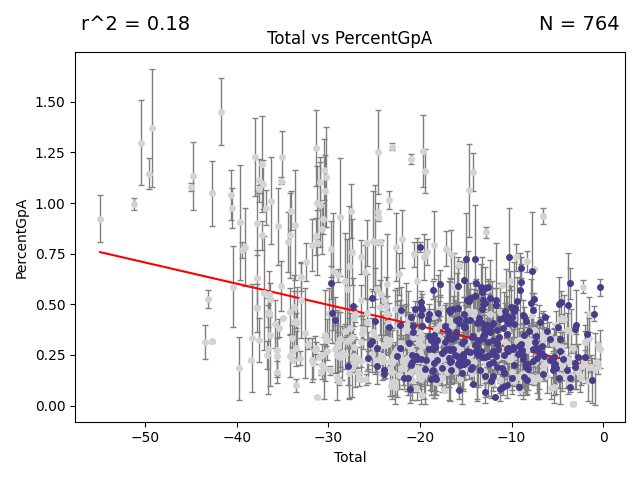 r^2 = 0.18
N = 764
Total vs PercentGpA
PercentGpA
1.50
1.25
1.00
0.75
0.50
0.25
0.00
−50
−40
−30
−20
−10
0
Total